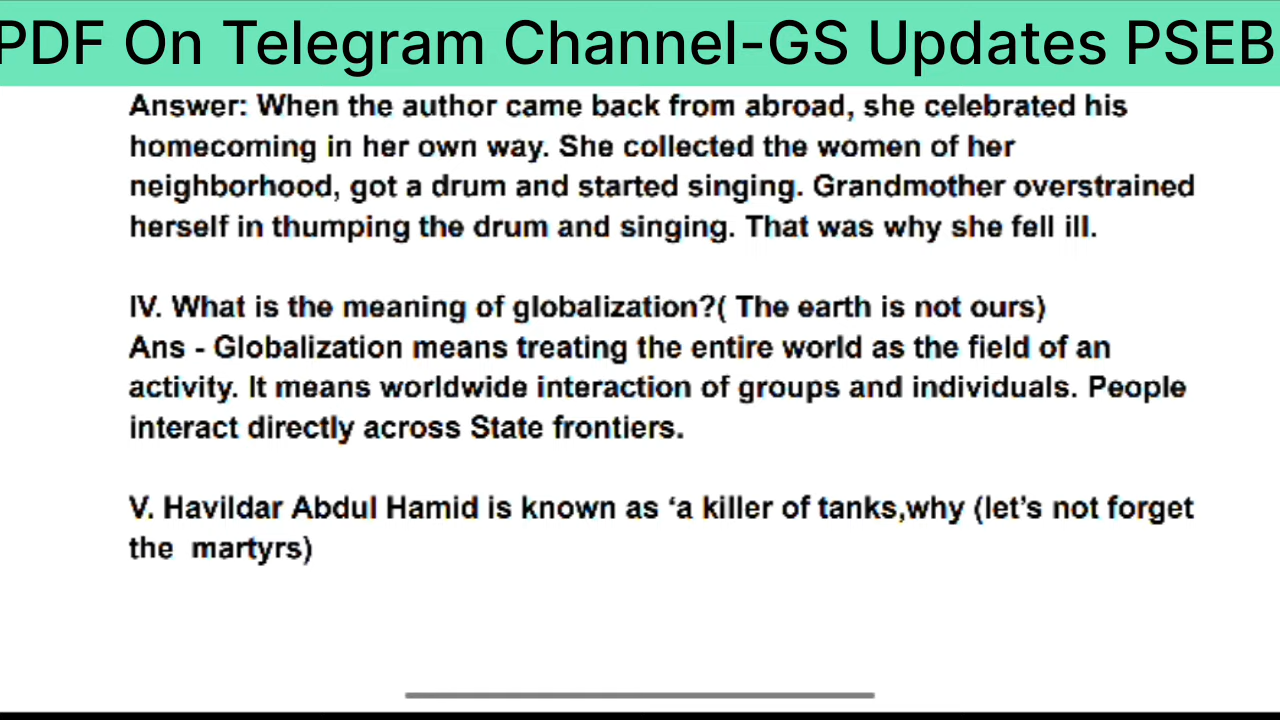 PDF On Telegram Channel-GS Updates PSEB
Answer: When the author came back from abroad, she celebrated his
homecoming in her own way. She collected the women of her
neighborhood, got a drum and started singing. Grandmother overstrained
herself in thumping the drum and singing. That was why she fell ill.
IV. What is the meaning of globalization?( The earth is not ours)
Ans - Globalization means treating the entire world as the field of an
activity. It means worldwide interaction of groups and individuals. People
interact directly across State frontiers.
V. Havildar Abdul Hamid is known as ‘a killer of tanks,why (let’s not forget
the  martyrs)